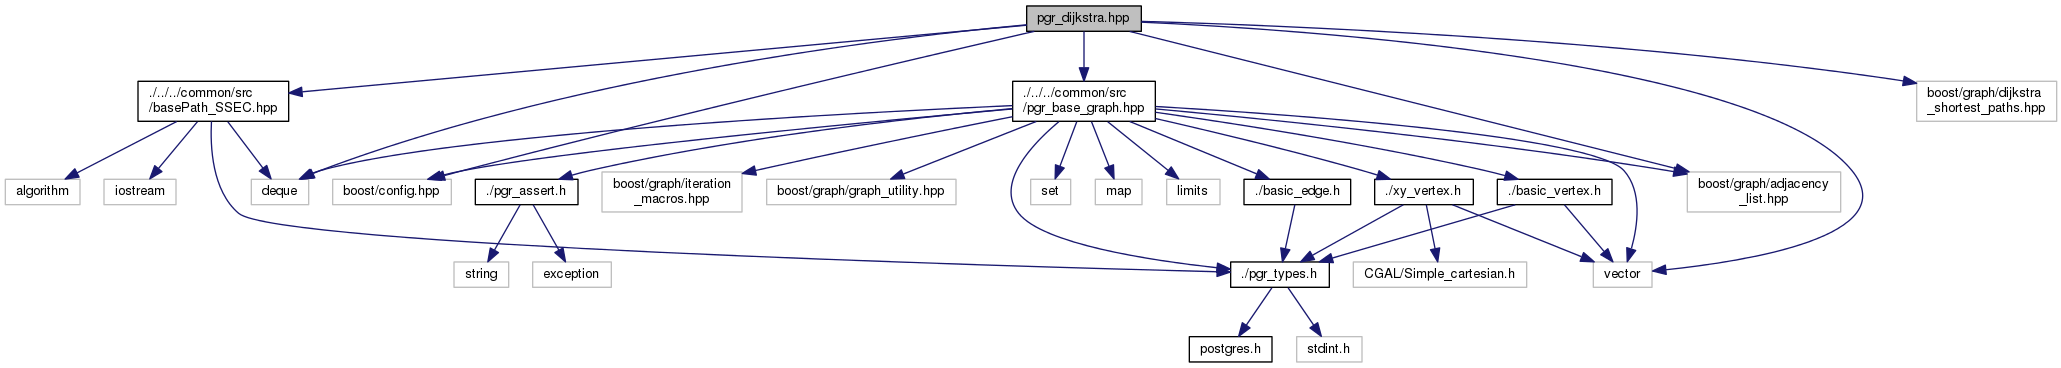 pgr_dijkstra.hpp
./../../common/src
/basePath_SSEC.hpp
./../../common/src
/pgr_base_graph.hpp
boost/graph/dijkstra
_shortest_paths.hpp
algorithm
iostream
deque
boost/config.hpp
./pgr_assert.h
boost/graph/iteration
_macros.hpp
boost/graph/graph_utility.hpp
set
map
limits
./basic_edge.h
./xy_vertex.h
./basic_vertex.h
boost/graph/adjacency
_list.hpp
string
exception
./pgr_types.h
CGAL/Simple_cartesian.h
vector
postgres.h
stdint.h